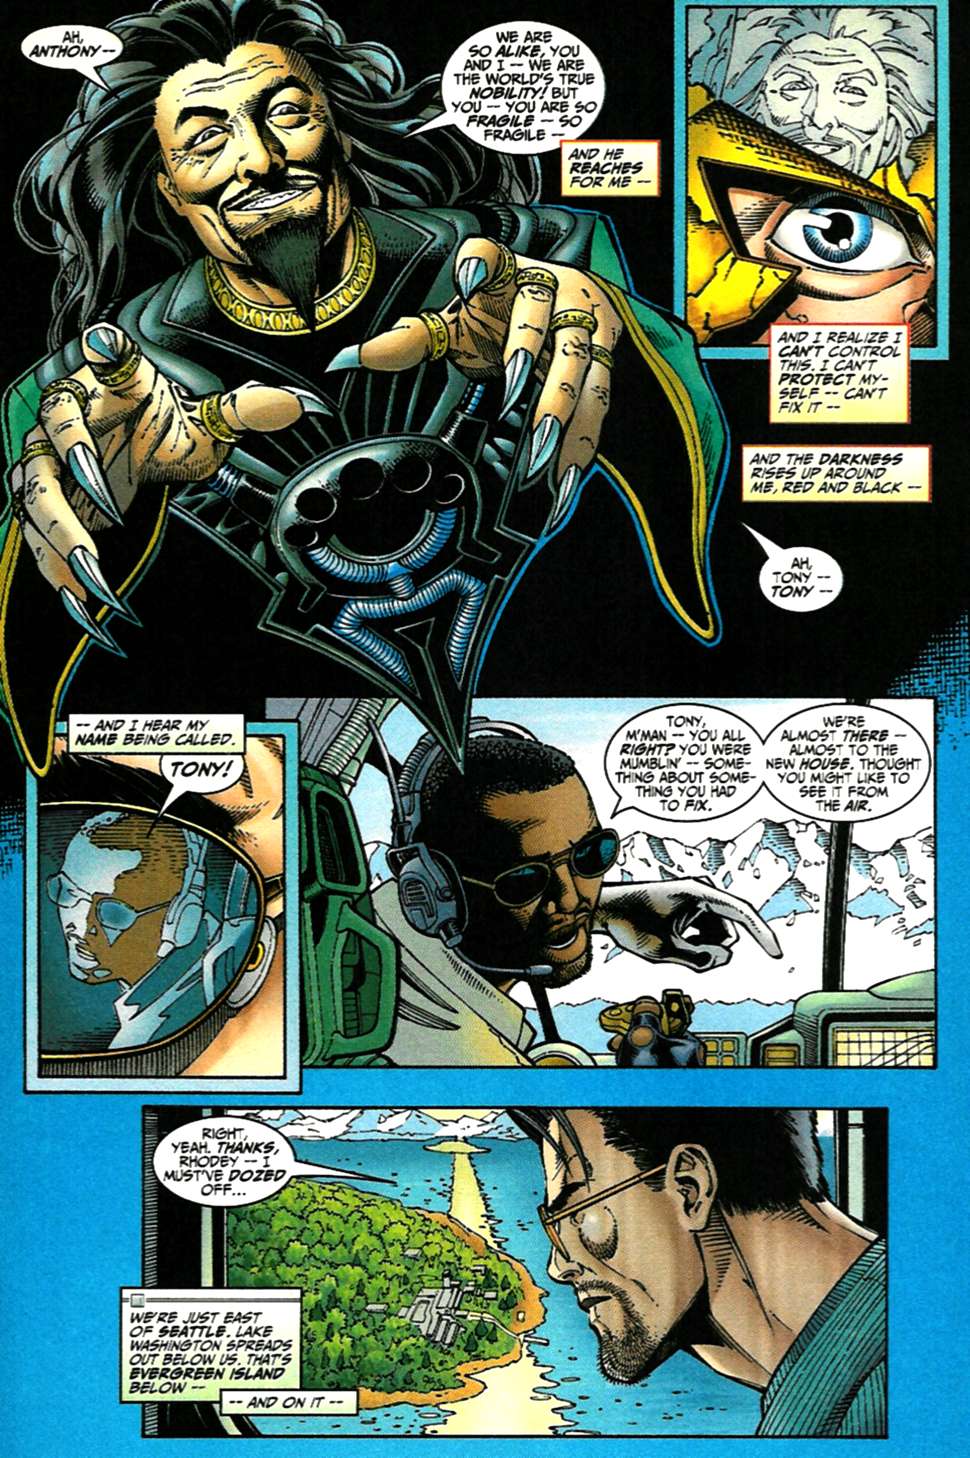 AH,
ANTHONY --
WE ARE
SO ALIKE, YOU
AND I -- WE ARE
THE WORLD'S TRUE
NOBILITY! BUT
YOU -- YOU ARE SO
FRAGILE -- SO
FRAGILE --
AND HE
REACHES
FOR ME --
AND I REALIZE I
CAN'T CONTROL
THIS. I CAN'T
PROTECT MY-
SELF -- CAN'T
FIX IT --
AND THE DARKNESS
RISES UP AROUND
ME, RED AND BLACK --
AH,
TONY --
TONY --
-- AND I HEAR MY
NAME BEING CALLED.
TONY!
TONY,
M'MAN -- YOU ALL
RIGHT? YOU WERE
MUMBLIN' -- SOME-
THING ABOUT SOME-
THING YOU HAD
TO FIX.
WE'RE
ALMOST THERE --
ALMOST TO THE
NEW HOUSE. THOUGHT
YOU MIGHT LIKE TO
SEE IT FROM
THE AIR.
RIGHT,
YEAH. THANKS,
RHODEY -- I
MUST'VE DOZED
OFF...
WE'RE JUST EAST
OF SEATTLE. LAKE
WASHINGTON SPREADS
OUT BELOW US. THAT'S
EVERGREEN ISLAND
BELOW --
-- AND ON IT --